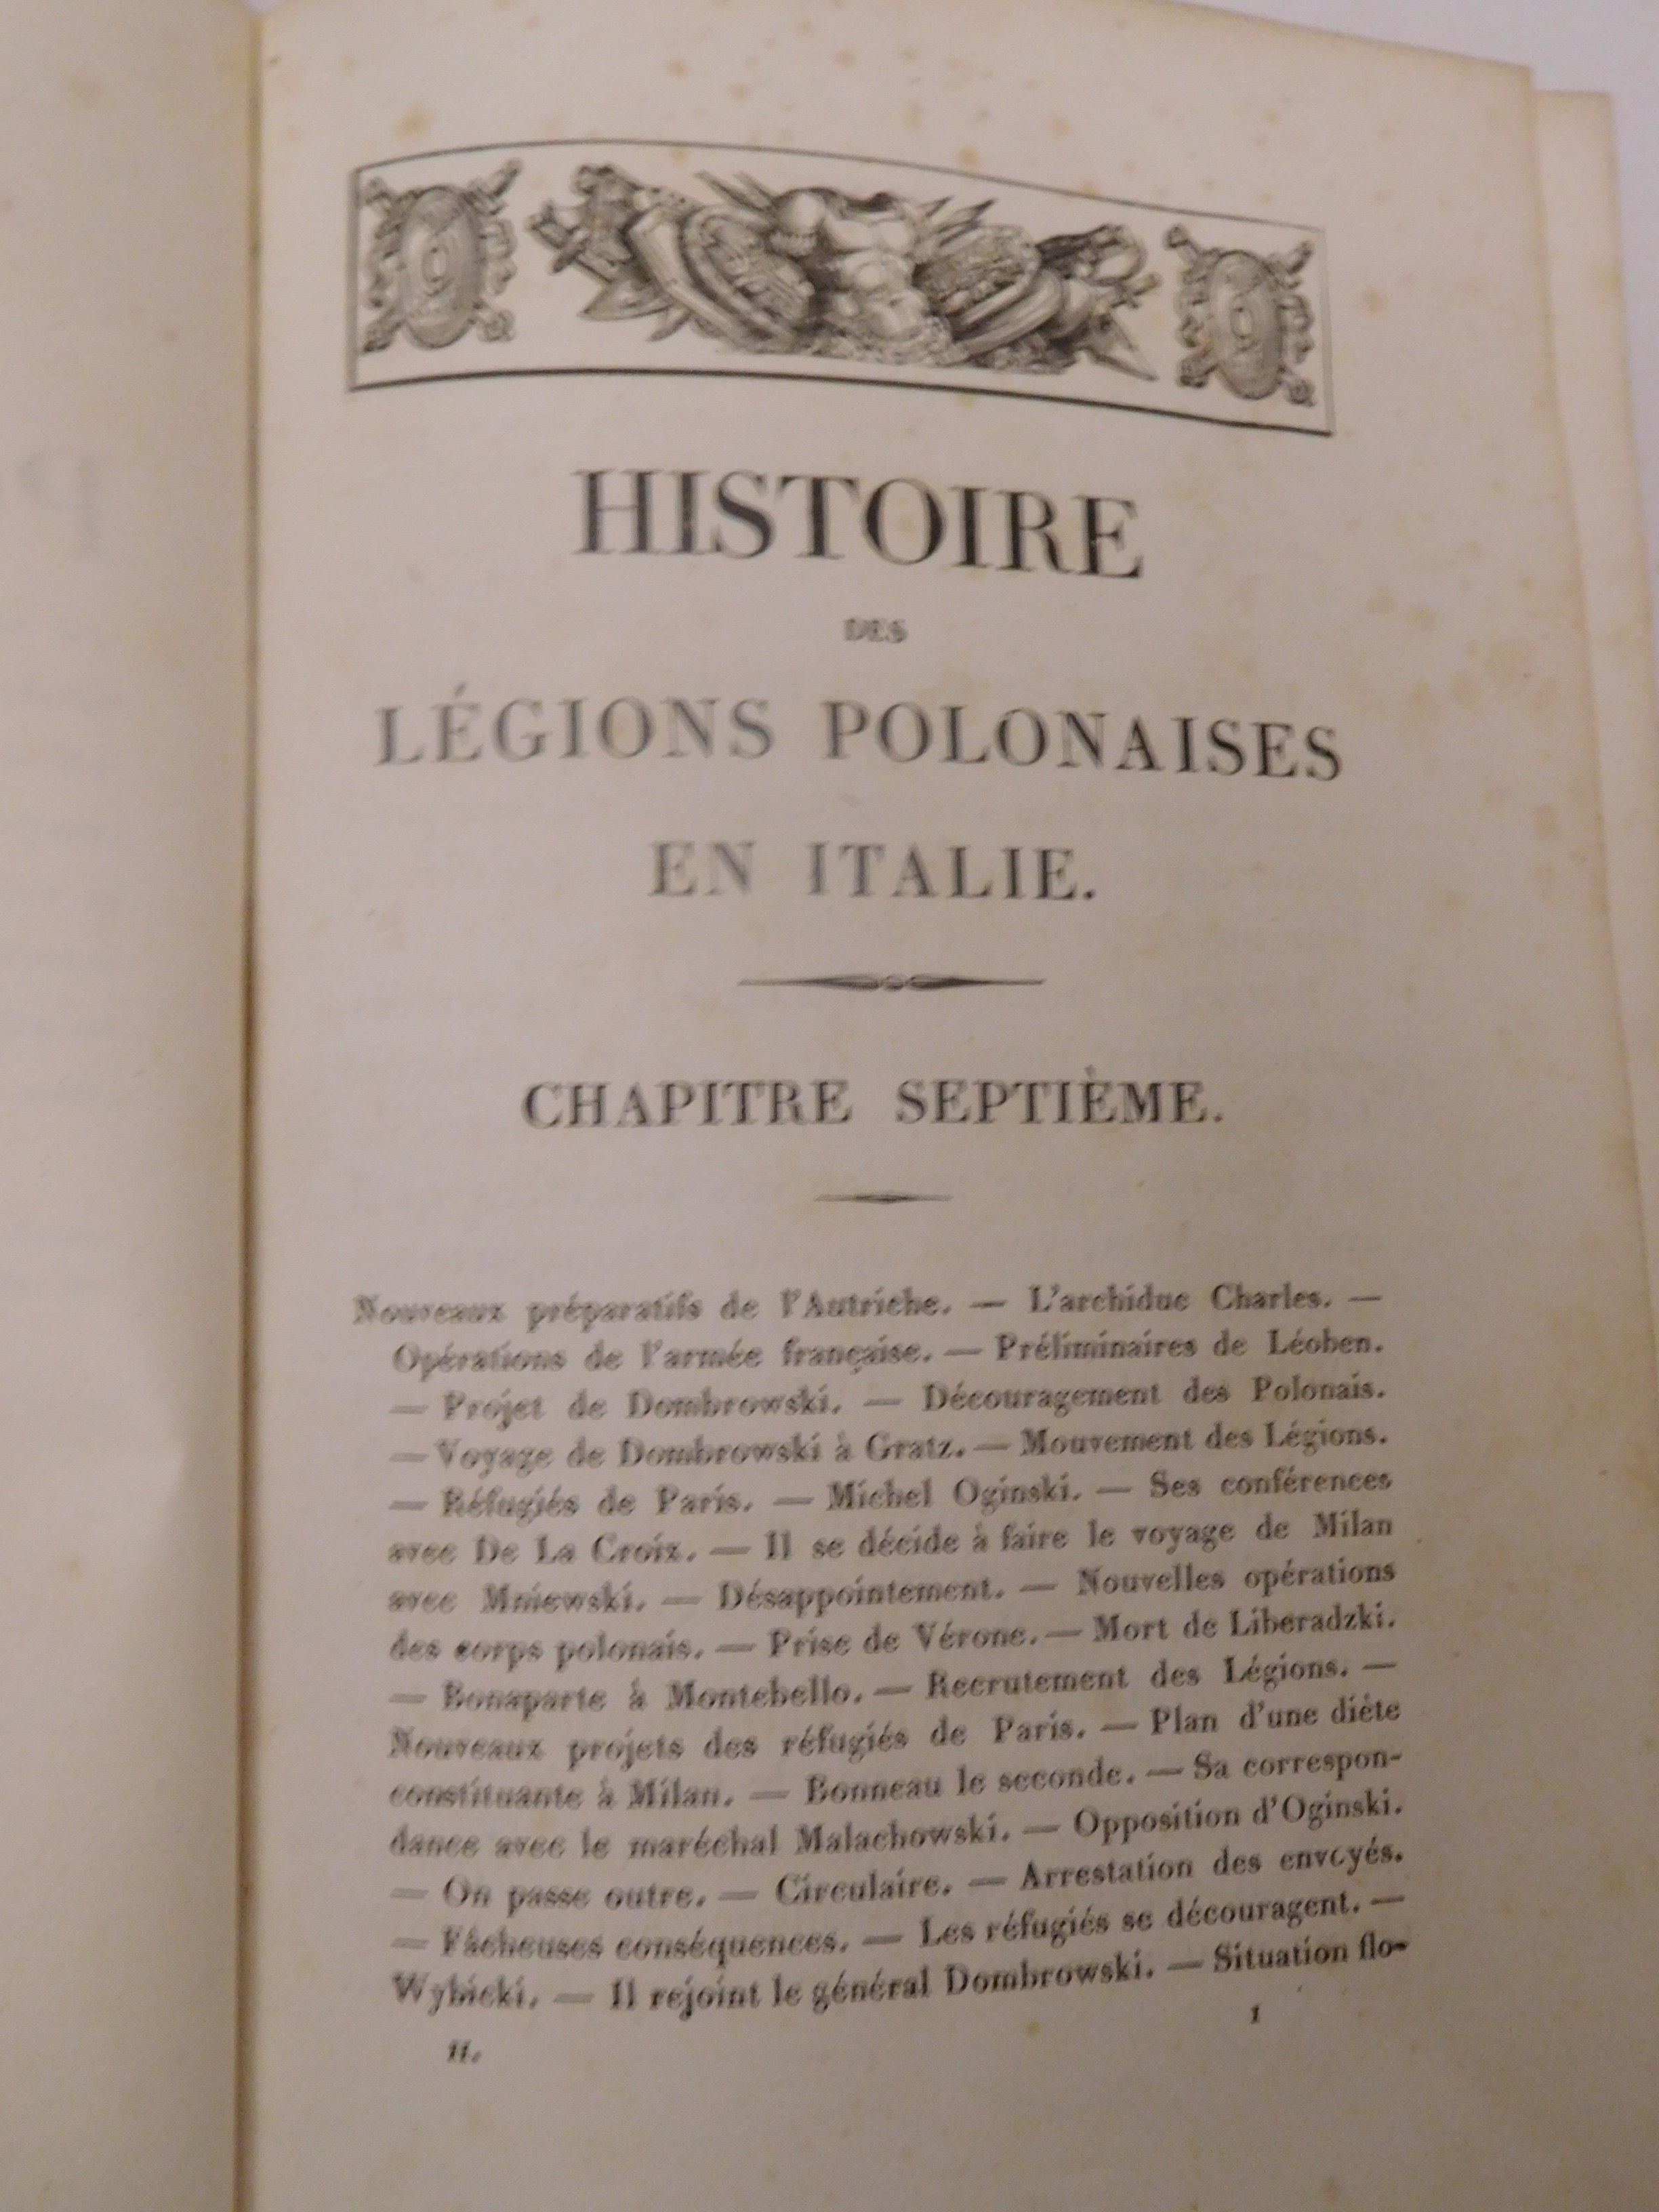 HISTOIRE
DES
LÉGIONS POLONAISES
EN ITALIE.
CHAPITRE SEPTIÈME.
Nouveaux préparatifs de l'Autriche. — L'archiduc Charles. —
Opérations de l'armée française. — Préliminaires de Léoben.
— Projet de Dombrowski. — Découragement des Polonais.
— Voyage de Dombrowski à Gratz. — Mouvement des Légions.
— Réfugiés de Paris. — Michel Oginski. — Ses conférences
avec De La Croix. — Il se décide à faire le voyage de Milan
avec Mniewski. — Désappointement. — Nouvelles opérations
des corps polonais. — Prise de Vérone. — Mort de Liberadzki.
— Bonaparte à Montebello. — Recrutement des Légions. —
Nouveaux projets des réfugiés de Paris. — Plan d'une diète
constituante à Milan. — Bonneau le seconde. — Sa correspon-
dance avec le maréchal Malachowski. — Opposition d'Oginski.
— On passe outre. — Circulaire. — Arrestation des envoyés.
— Fâcheuses conséquences. — Les réfugiés se découragent. —
Wybicki. — Il rejoint le général Dombrowski. — Situation flo-
II. 1